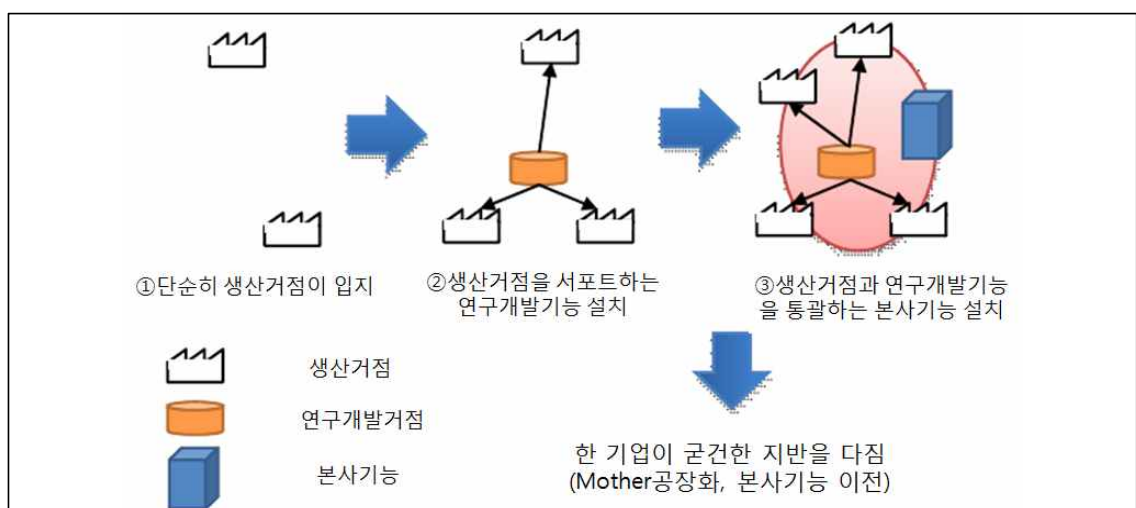 ①단순히 생산거점이 입지
②생산거점을 서포트하는
연구개발기능 설치
③생산거점과 연구개발기능
을 통괄하는 본사기능 설치
생산거점
연구개발거점
본사기능
한 기업이 굳건한 지반을 다짐
(Mother공장화, 본사기능 이전)